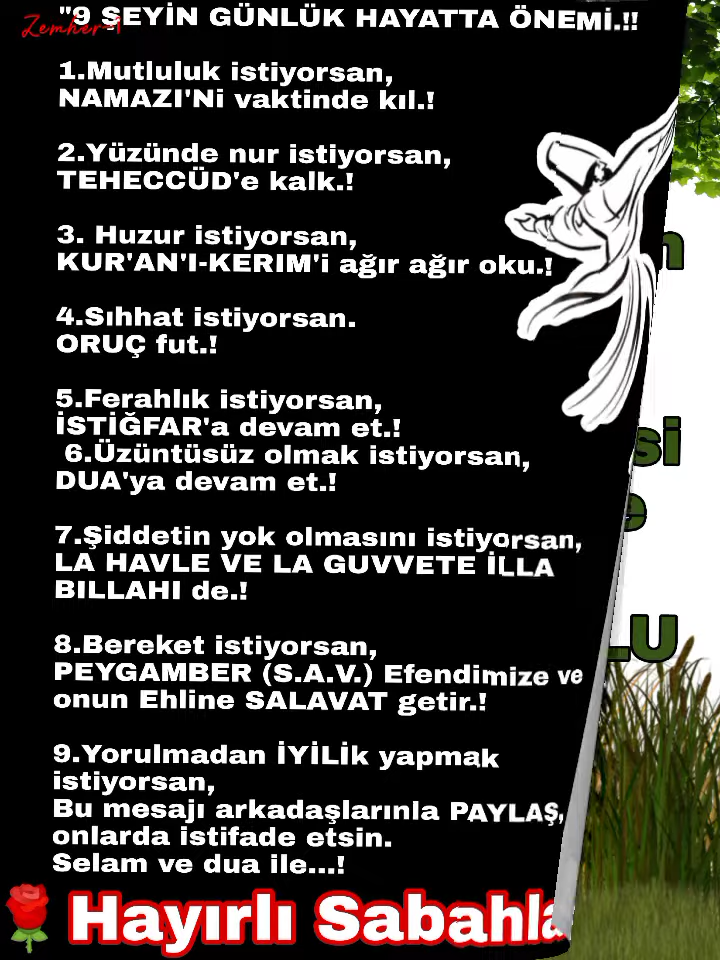 "9 ŞEYİN GÜNLÜK HAYATTA ÖNEMİ.!!
Zemher-1
1.Mutluluk istiyorsan,
NAMAZI'Ni vaktinde kıl.!
2.Yüzünde nur istiyorsan,
TEHECCÜD'e kalk.!
3. Huzur istiyorsan,
KUR'AN'I-KERIM'i ağır ağır oku.!
4.Sıhhat istiyorsan.
ORUÇ fut.!
5.Ferahlık istiyorsan,
İSTİĞFAR'a devam et.!
6.Üzüntüsüz olmak istiyorsan,
DUA'ya devam et.!
7.Şiddetin yok olmasını istiyorsan,
LA HAVLE VE LA GUVVETE İLLA
BILLAHI de.!
8.Bereket istiyorsan,
PEYGAMBER (S.A.V.) Efendimize ve
onun Ehline SALAVAT getir.!
9.Yorulmadan İYİLİk yapmak
istiyorsan,
Bu mesajı arkadaşlarınla PAYLAŞ,
onlarda istifade etsin.
Selam ve dua ile...!
Hayırlı Sabahla